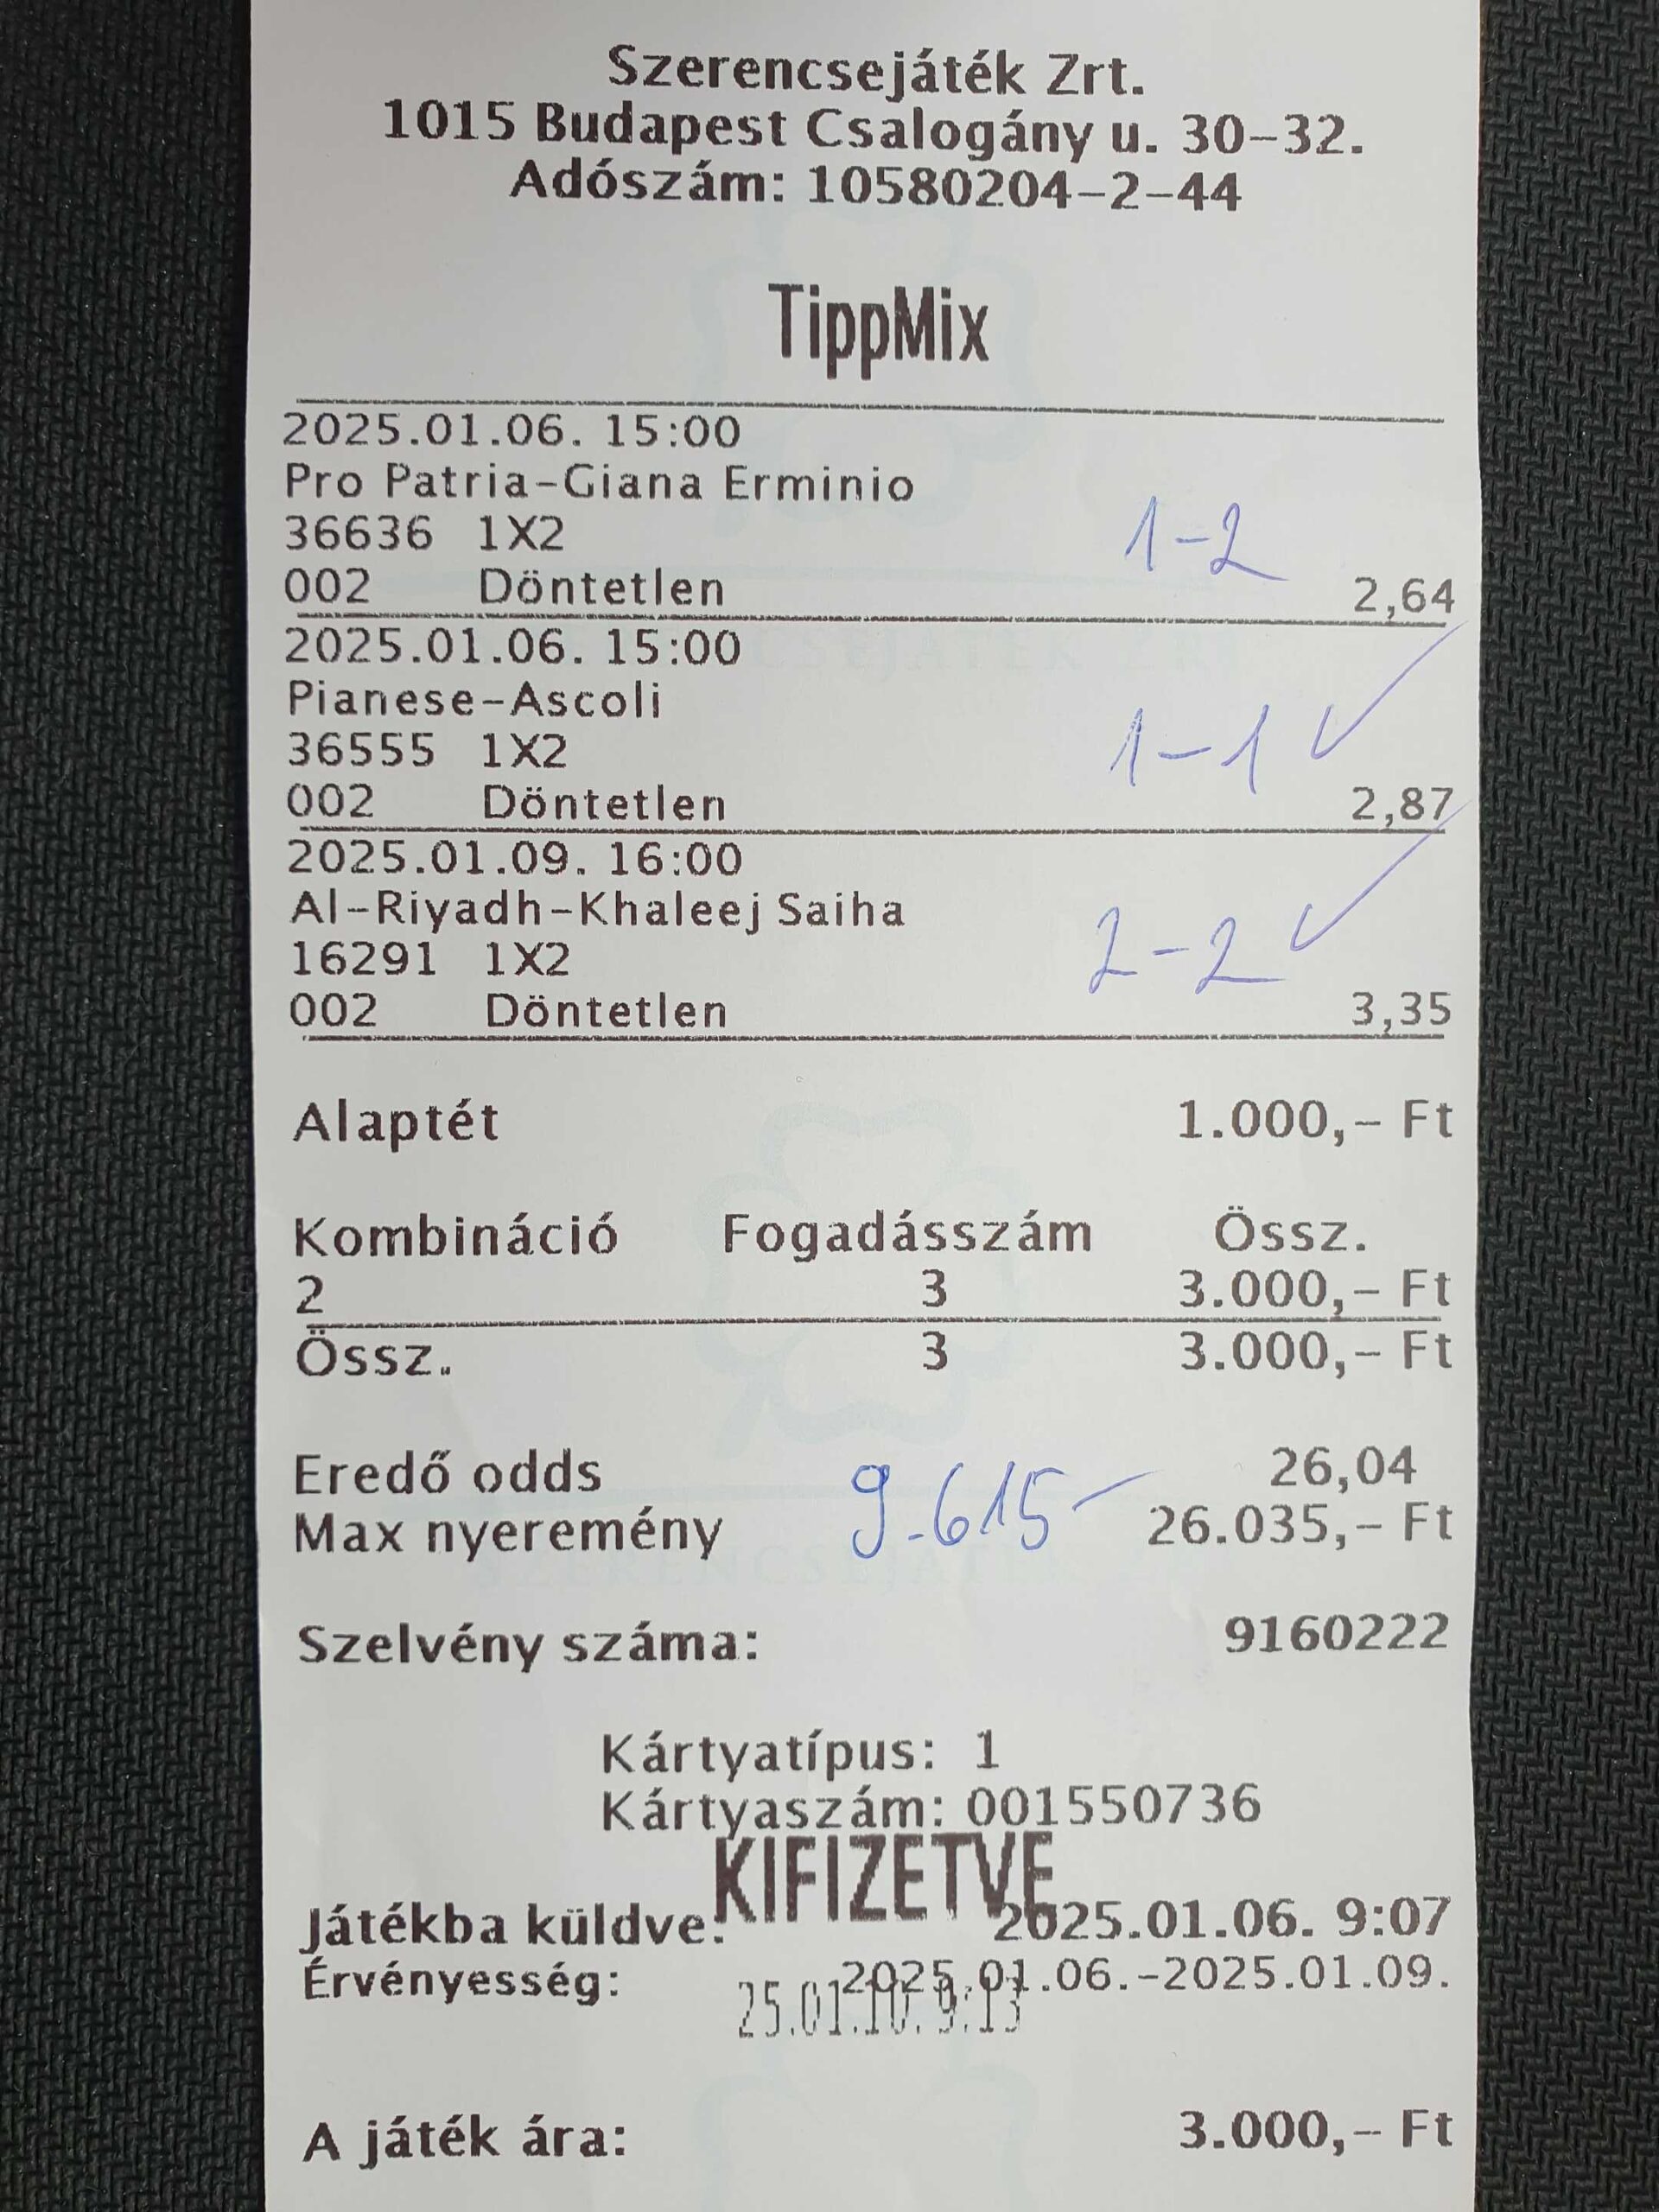 Szerencsejáték Zrt.
1015 Budapest Csalogány u. 30-32.
Adószám: 10580204-2-44
TippMix
2025.01.06. 15:00
Pro Patria-Giana Erminio
36636 1X2
1-2
002 Döntetlen 2,64
2025.01.06. 15:00
Pianese-Ascoli
36555 1X2
1-1 ✓
002 Döntetlen 2,87
2025.01.09. 16:00
Al-Riyadh-Khaleej Saiha
16291 1X2
2-2 ✓
002 Döntetlen 3,35
Alaptét 1.000,- Ft
Kombináció Fogadásszám Össz.
2 3 3.000,- Ft
Össz. 3 3.000,- Ft
Eredő odds 26,04
9.615-
Max nyeremény 26.035,- Ft
SZERENCSEJÁTÉK
Szelvény száma: 9160222
Kártyatípus: 1
Kártyaszám: 001550736
KIFIZETVE
Játékba küldve: 2025.01.06. 9:07
Érvényesség: 2025.01.06.-2025.01.09.
25.01.10. 9:13
A játék ára: 3.000,- Ft